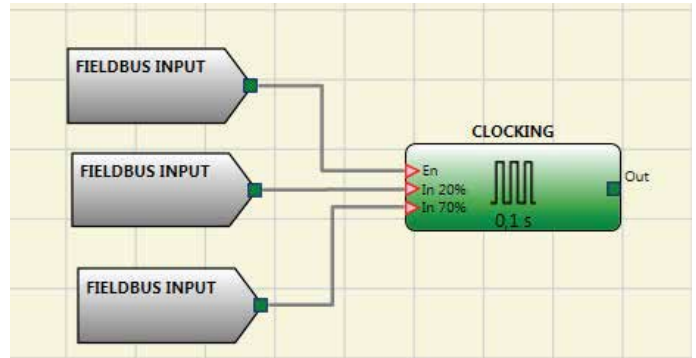 FIELDBUS INPUT
CLOCKING
FIELDBUS INPUT
En
In 20%
In 70%
Out
0,1 s
FIELDBUS INPUT